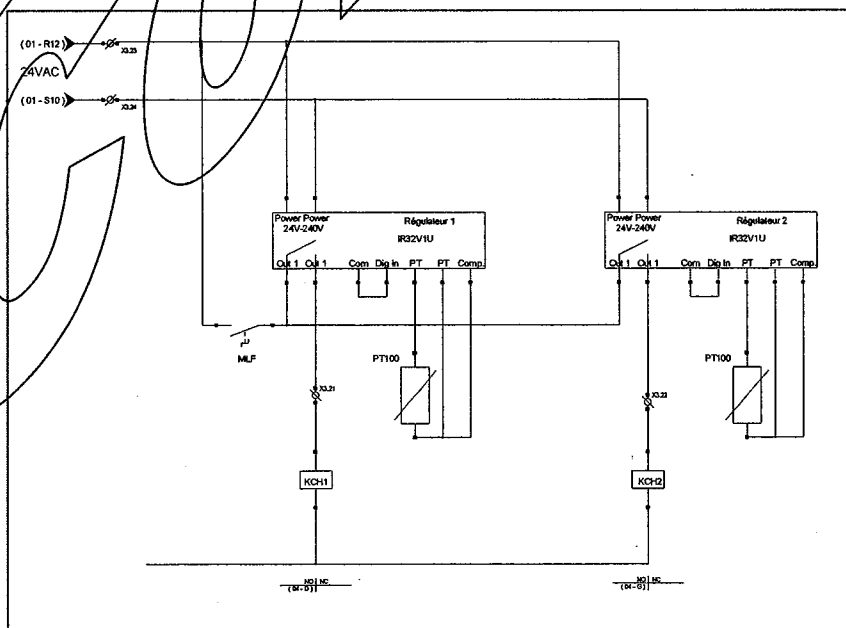 (01 - R12)
X3.23
24VAC
(01 - S10)
X3.24
Power Power
24V-240V
Régulateur 1
IR32V1U
Out 1 Out 1 Com Dig In PT PT Comp.
Power Power
24V-240V
Régulateur 2
IR32V1U
Out 1 Out 1 Com Dig In PT PT Comp.
MLF
PT100
X3.21
PT100
X3.22
KCH1
KCH2
NO NC
(04 - D)
NO NC
(04 - G)